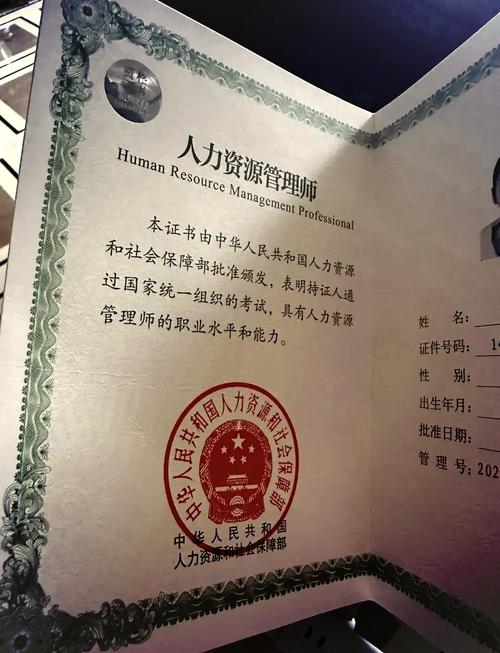 人力资源管理师
Human Resource Management Professional
本证书由中华人民共和国人力资源
和社会保障部批准颁发，表明持证人通
过国家统一组织的考试，具有人力资源
管理师的职业水平和能力。
中华人民共和国人力资源和社会保障部
中华人民共和国
人力资源和社会保障部
姓 名：
证件号码：14
性 别：
出生年月：
批准日期：
管 理 号：202